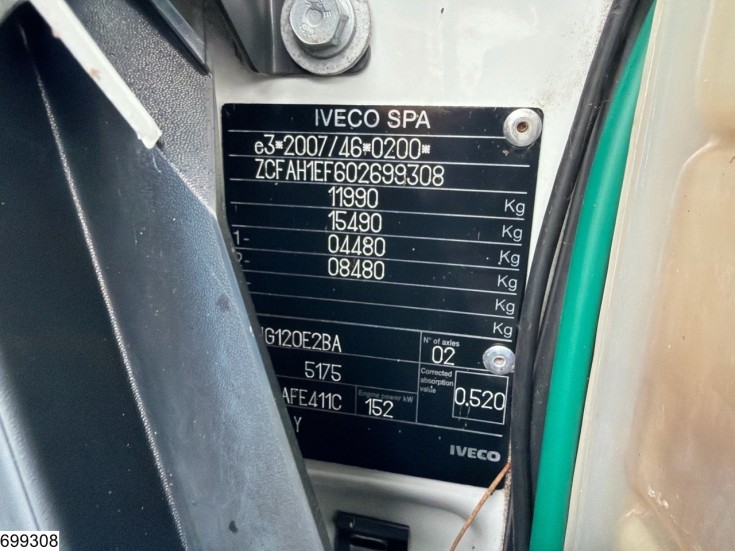 IVECO SPA
e3*2007/46*0200*
ZCFAH1EF602699308
11990 Kg
15490 Kg
1- 04480 Kg
08480 Kg
Kg
Kg
G120E2BA
N° of axles
02
5175
Corrected
absorption
value
0.520
AFE411C
Engine power kW
152
Y
IVECO
699308